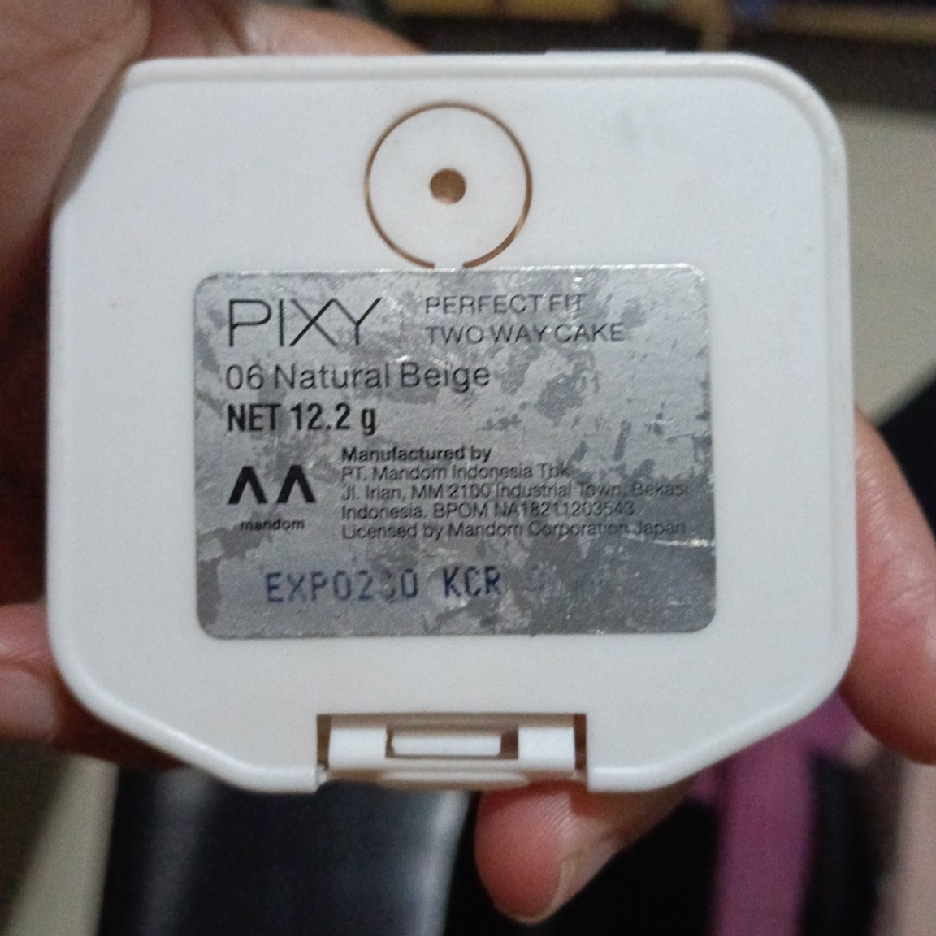 PIXY
PERFECT FIT
TWO WAY CAKE
06 Natural Beige
NET 12.2 g
Manufactured by
PT. Mandom Indonesia Tbk
Jl. Irian, MM 2100 Industrial Town, Bekasi
Indonesia. BPOM NA18211203543
Licensed by Mandom Corporation Japan
mandom
KCR